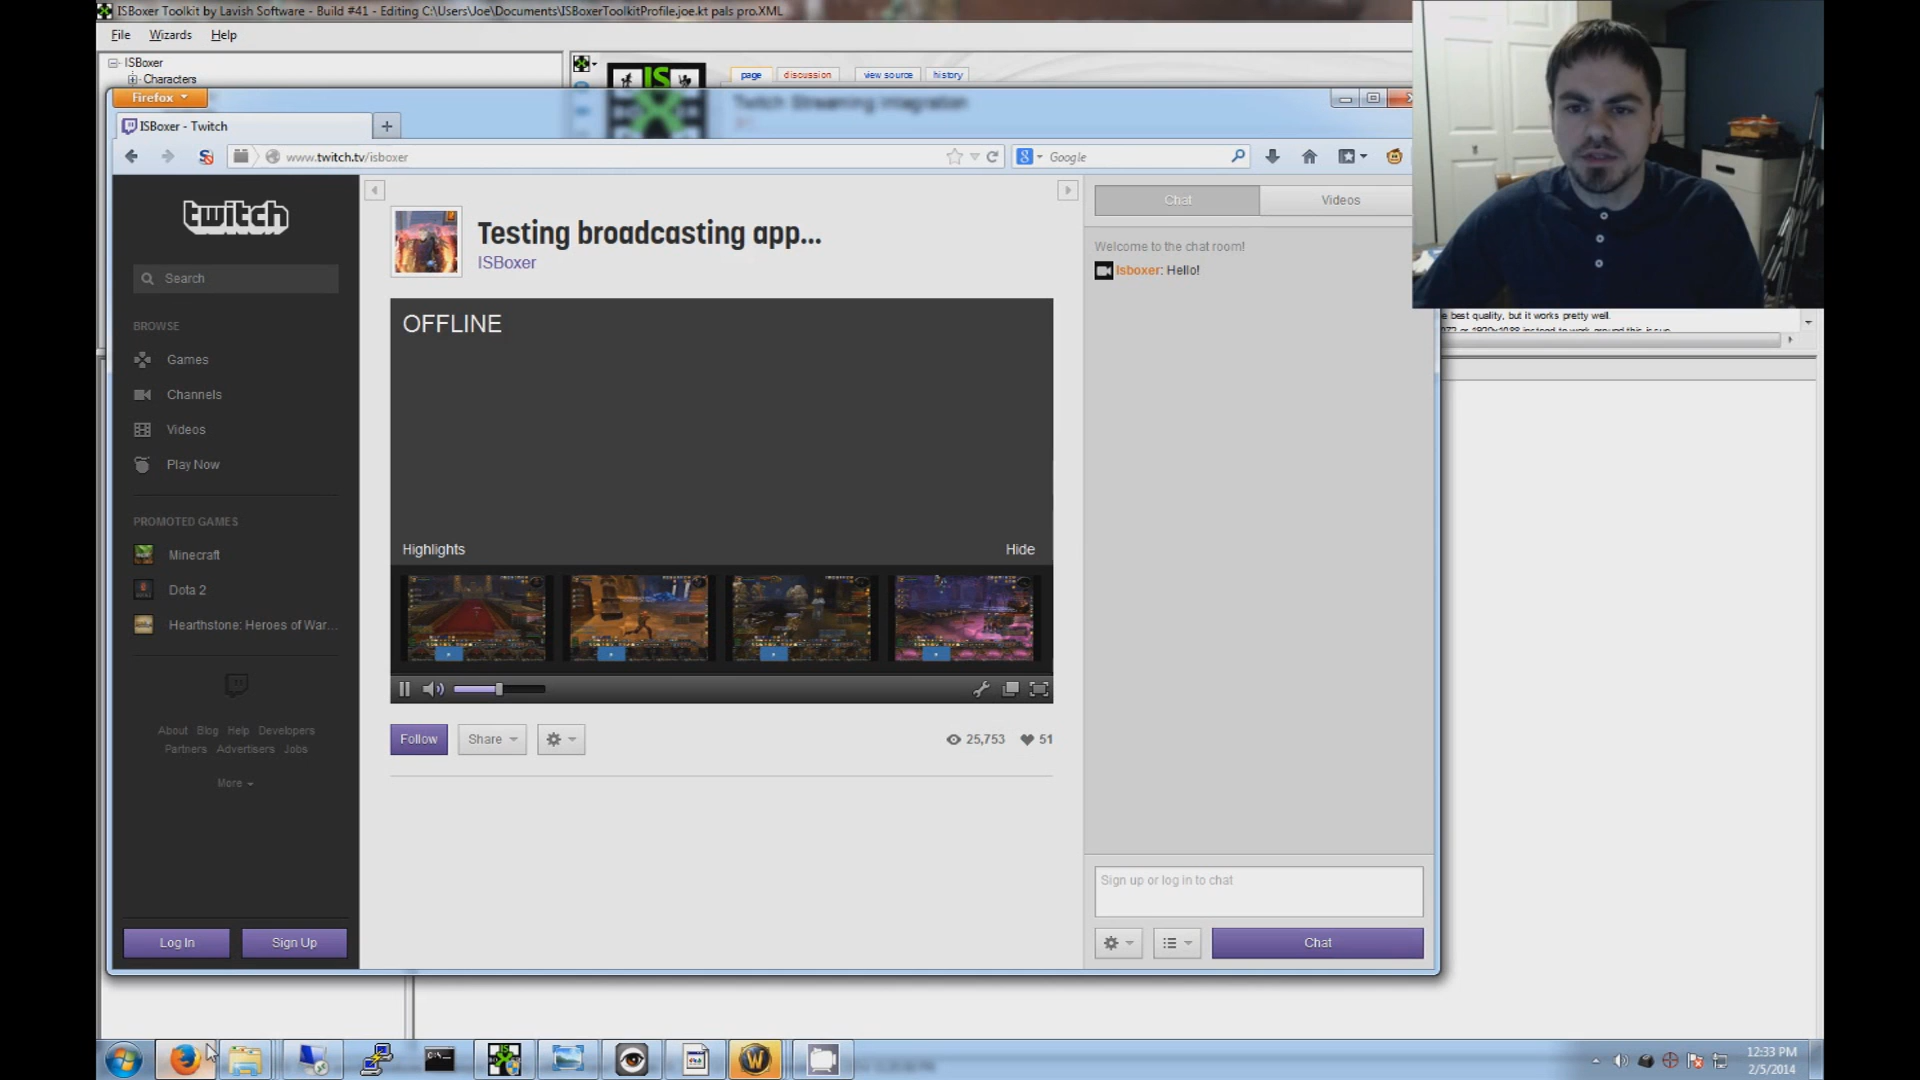 ISBoxer Toolkit by Lavish Software - Build #41 - Editing C:\Users\Joe\Documents\ISBoxerToolkitProfile.joe.kt pals pro.XML
File Wizards Help
ISBoxer
Characters
IS
page discussion view source history
Firefox
Twitch Streaming Integration
ISBoxer - Twitch
www.twitch.tv/isboxer
Google
twitch
Search
BROWSE
Games
Channels
Videos
Play Now
PROMOTED GAMES
Minecraft
Dota 2
Hearthstone: Heroes of War...
About Blog Help Developers
Partners Advertisers Jobs
More
Log In Sign Up
Testing broadcasting app...
ISBoxer
OFFLINE
Highlights Hide
Follow Share 25,753 51
Chat Videos
Welcome to the chat room!
Isboxer: Hello!
Sign up or log in to chat
Chat
e best quality, but it works pretty well.
12:33 PM
2/5/2014